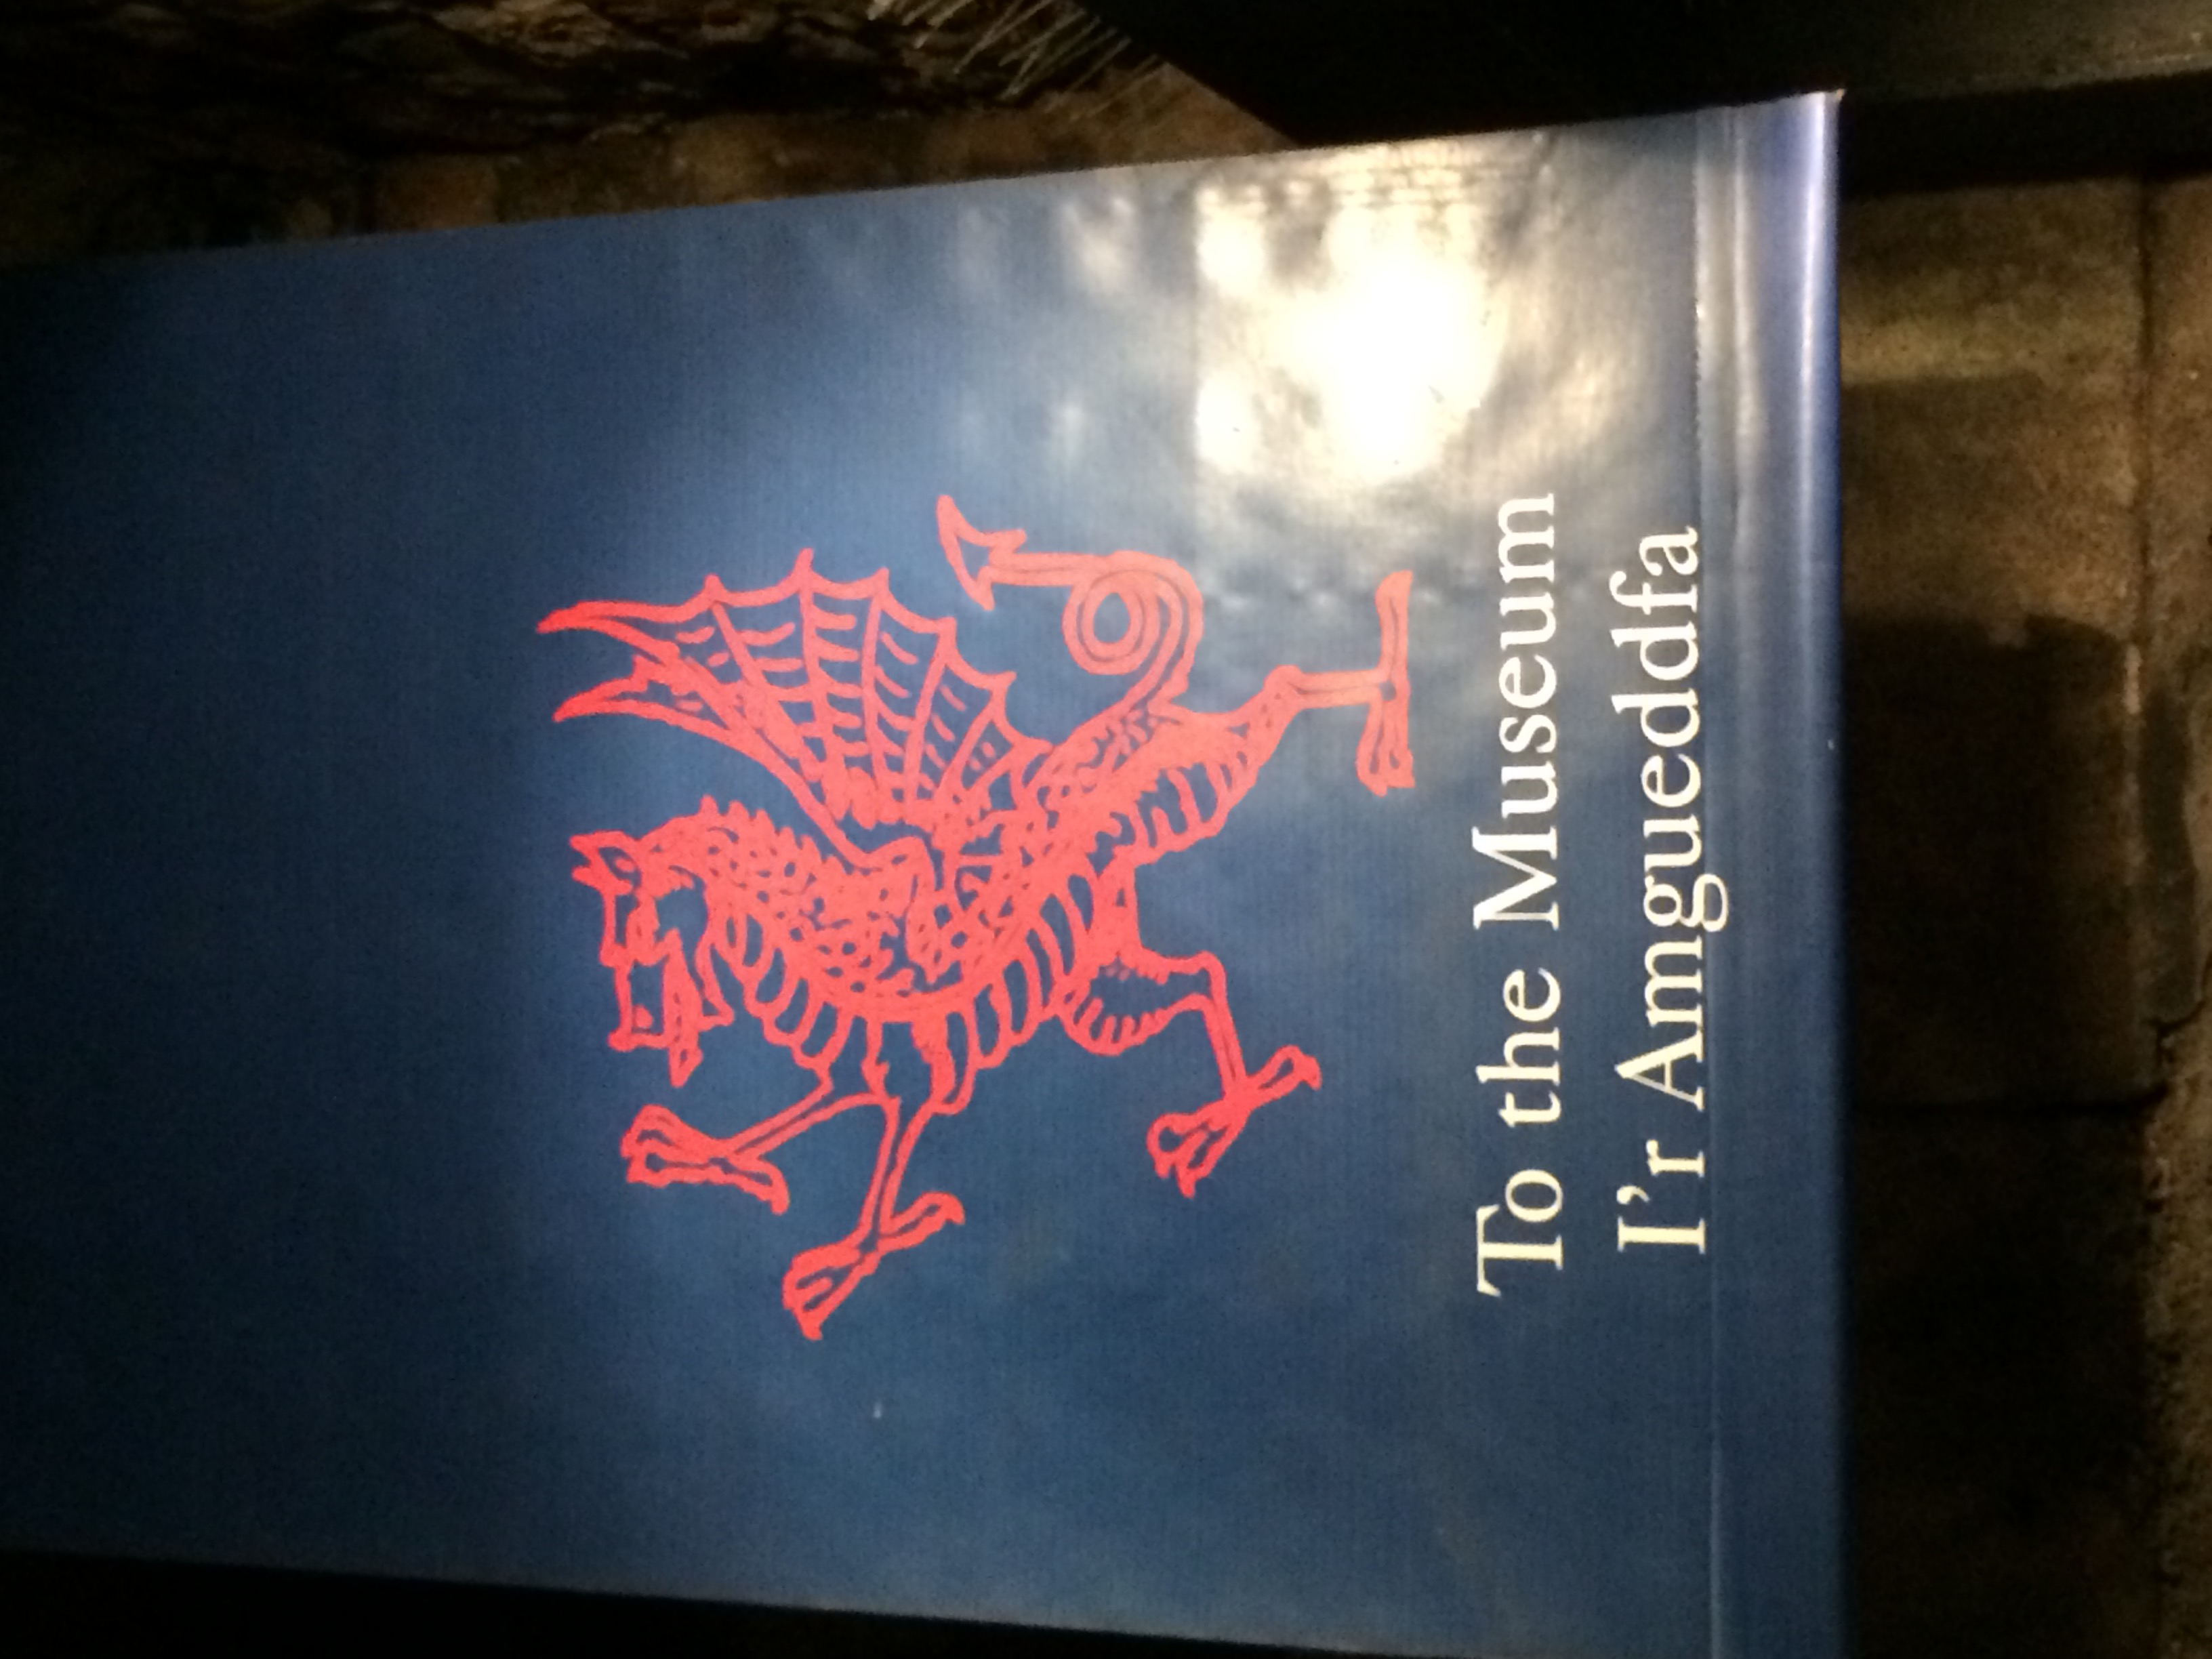 To the Museum
I'r Amgueddfa